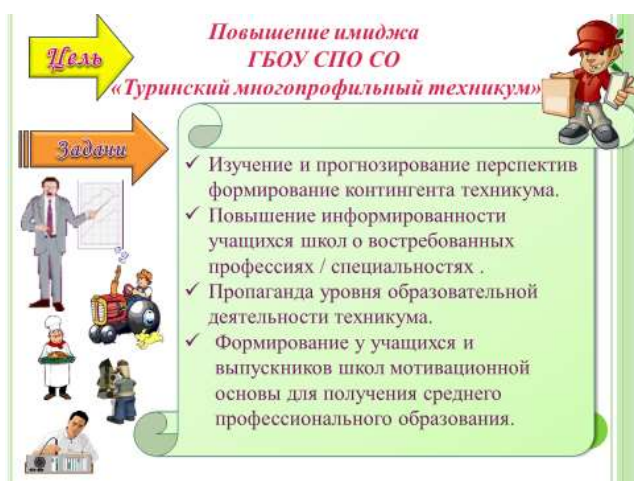 Цель
Повышение имиджа
ГБОУ СПО СО
«Туринский многопрофильный техникум»
Задачи
✓ Изучение и прогнозирование перспектив
формирование контингента техникума.
✓ Повышение информированности
учащихся школ о востребованных
профессиях / специальностях .
✓ Пропаганда уровня образовательной
деятельности техникума.
✓ Формирование у учащихся и
выпускников школ мотивационной
основы для получения среднего
профессионального образования.